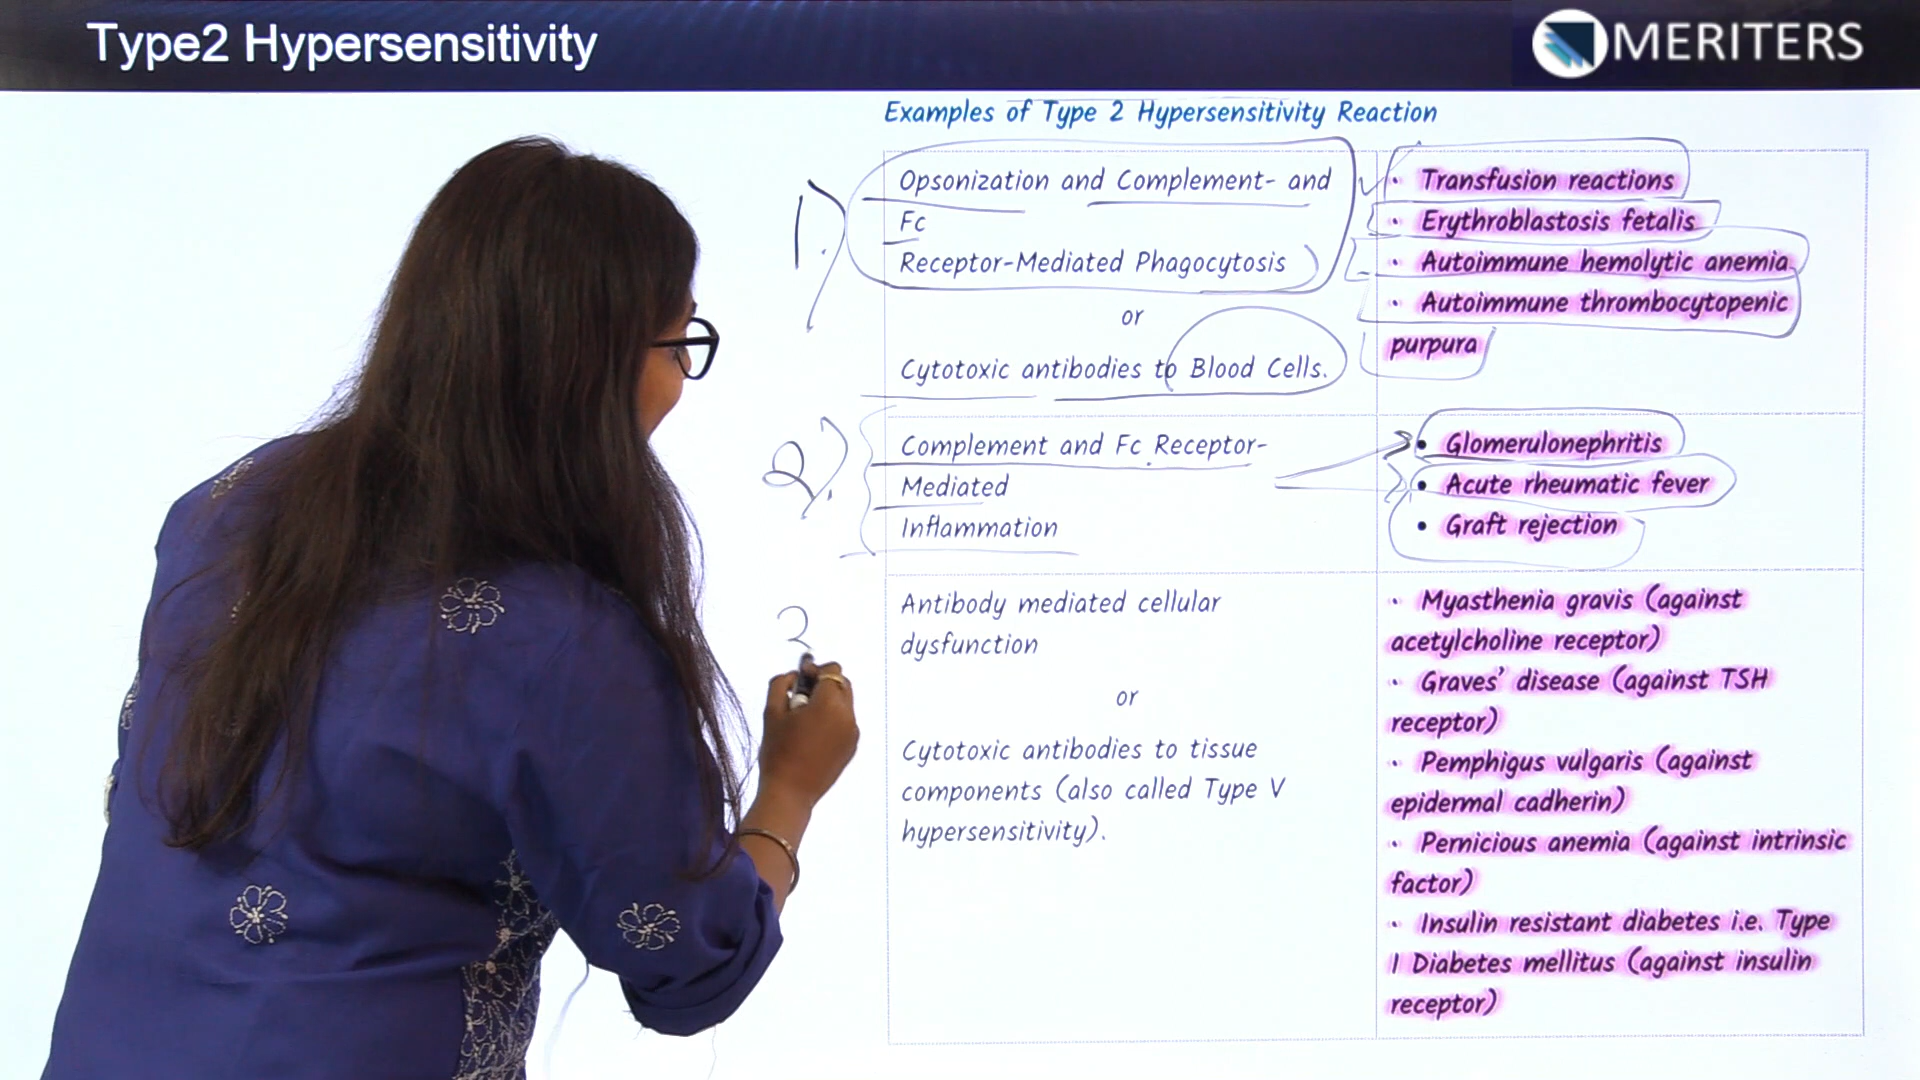 Type2 Hypersensitivity
MERITERS
Examples of Type 2 Hypersensitivity Reaction
1.)
Opsonization and Complement- and
Fc
Receptor-Mediated Phagocytosis
or
Cytotoxic antibodies to Blood Cells.
• Transfusion reactions
• Erythroblastosis fetalis
• Autoimmune hemolytic anemia
• Autoimmune thrombocytopenic
purpura
2.)
Complement and Fc Receptor-
Mediated
Inflammation
• Glomerulonephritis
• Acute rheumatic fever
• Graft rejection
3
Antibody mediated cellular
dysfunction
or
Cytotoxic antibodies to tissue
components (also called Type V
hypersensitivity).
• Myasthenia gravis (against
acetylcholine receptor)
• Graves' disease (against TSH
receptor)
• Pemphigus vulgaris (against
epidermal cadherin)
• Pernicious anemia (against intrinsic
factor)
• Insulin resistant diabetes i.e. Type
I Diabetes mellitus (against insulin
receptor)